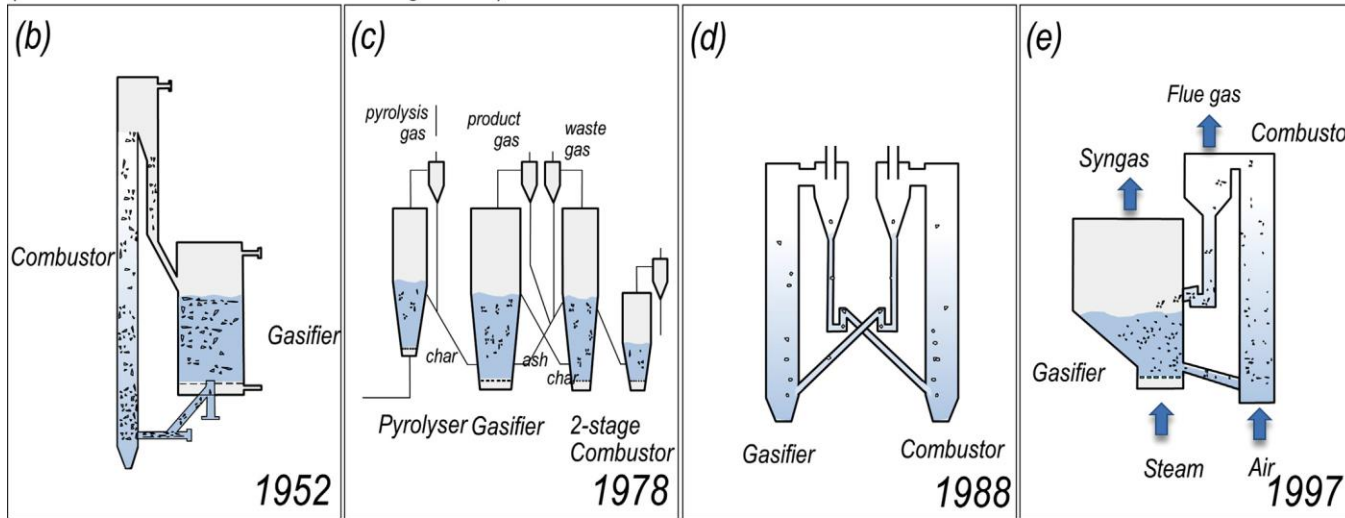 (b)
Combustor
Gasifier
1952
(c)
pyrolysis
gas
product
gas
waste
gas
char
ash
char
Pyrolyser
Gasifier
2-stage
Combustor
1978
(d)
Gasifier
Combustor
1988
(e)
Flue gas
Combusto
Syngas
Gasifier
Steam
Air
1997